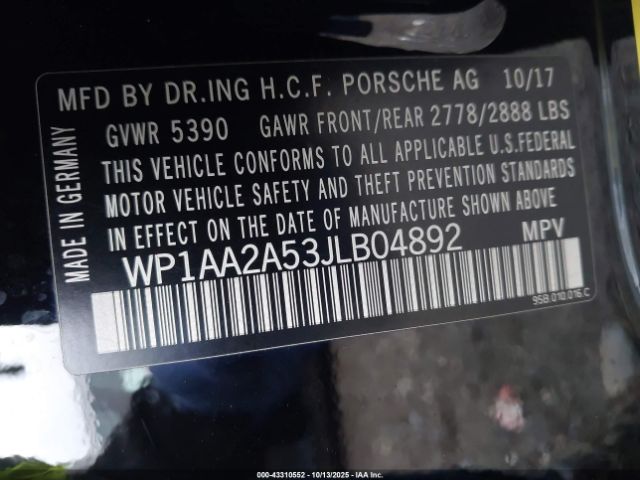 MFD BY DR.ING H.C.F. PORSCHE AG 10/17
GVWR 5390 GAWR FRONT/REAR 2778/2888 LBS
THIS VEHICLE CONFORMS TO ALL APPLICABLE U.S.FEDERAL
MOTOR VEHICLE SAFETY AND THEFT PREVENTION STANDARDS
IN EFFECT ON THE DATE OF MANUFACTURE SHOWN ABOVE
WP1AA2A53JLB04892 MPV
MADE IN GERMANY
95B.010.016.C
000-43310552 | 10/13/2025 - IAA Inc.